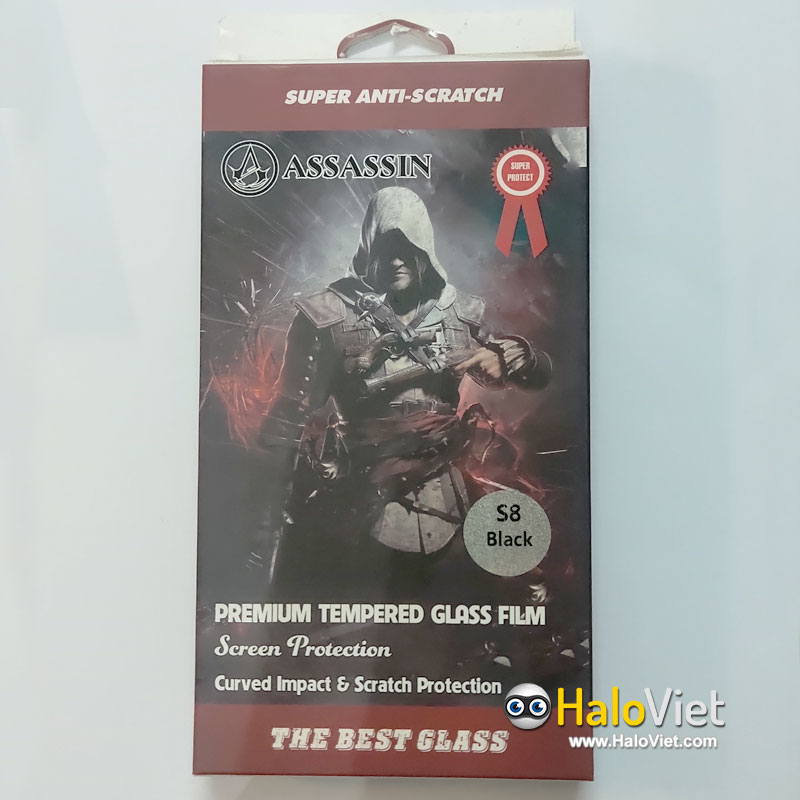 SUPER ANTI-SCRATCH
ASSASSIN
SUPER
PROTECT
S8
Black
PREMIUM TEMPERED GLASS FILM
Screen Protection
Curved Impact & Scratch Protection
HaloViet
www.HaloViet.com
THE BEST GLASS